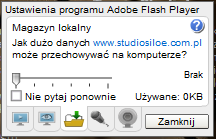 Ustawienia programu Adobe Flash Player
Magazyn lokalny
Jak dużo danych www.studiosiloe.com.pl
może przechowywać na komputerze?
Brak
Nie pytaj ponownie Używane: 0KB
Zamknij